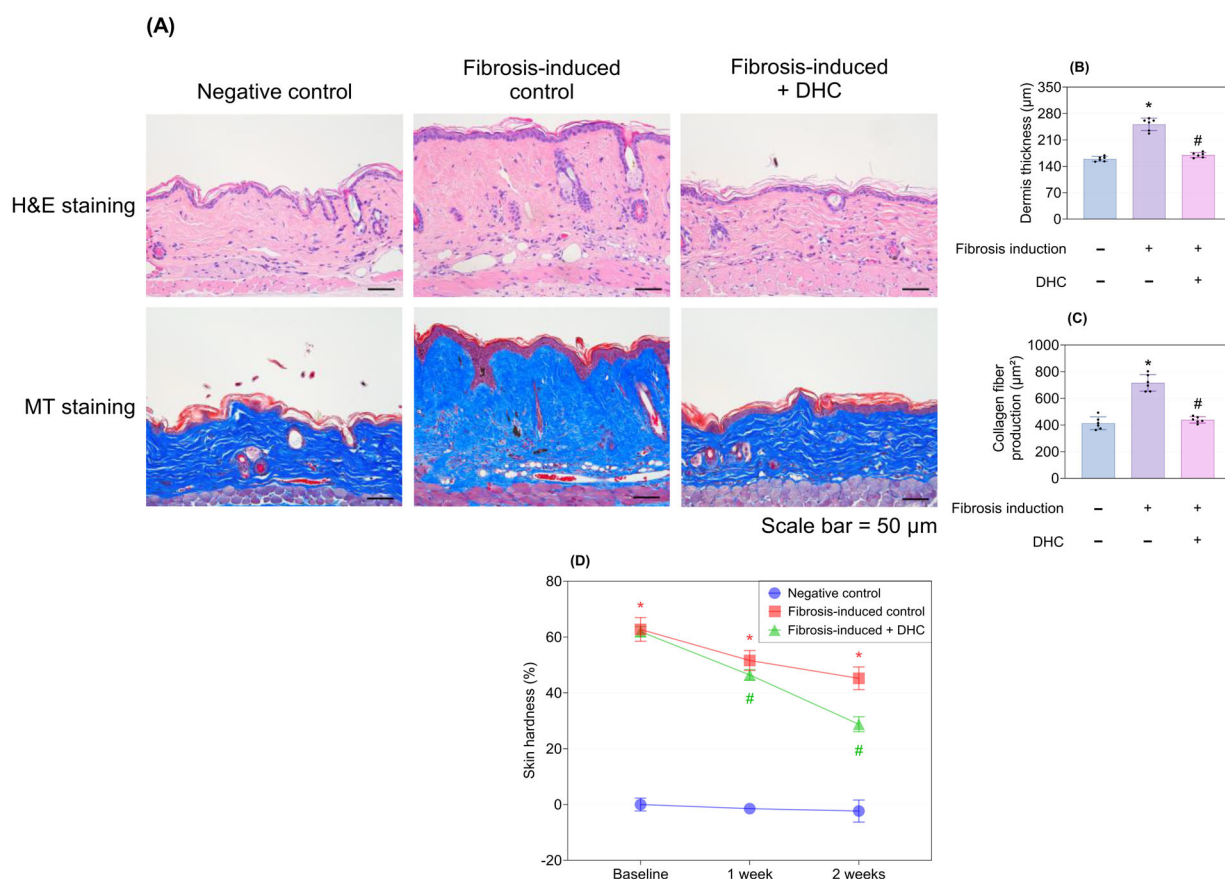 (A)
Negative control
Fibrosis-induced
control
Fibrosis-induced
+ DHC
H&E staining
MT staining
Scale bar = 50 µm
(B)
Dermis thickness (µm)
350
280
210
140
70
0
*
#
Fibrosis induction – + +
DHC – – +
(C)
Collagen fiber
production (µm²)
1000
800
600
400
200
0
*
#
Fibrosis induction – + +
DHC – – +
(D)
Skin hardness (%)
80
60
40
20
0
-20
* * *
# #
Negative control
Fibrosis-induced control
Fibrosis-induced + DHC
Baseline 1 week 2 weeks